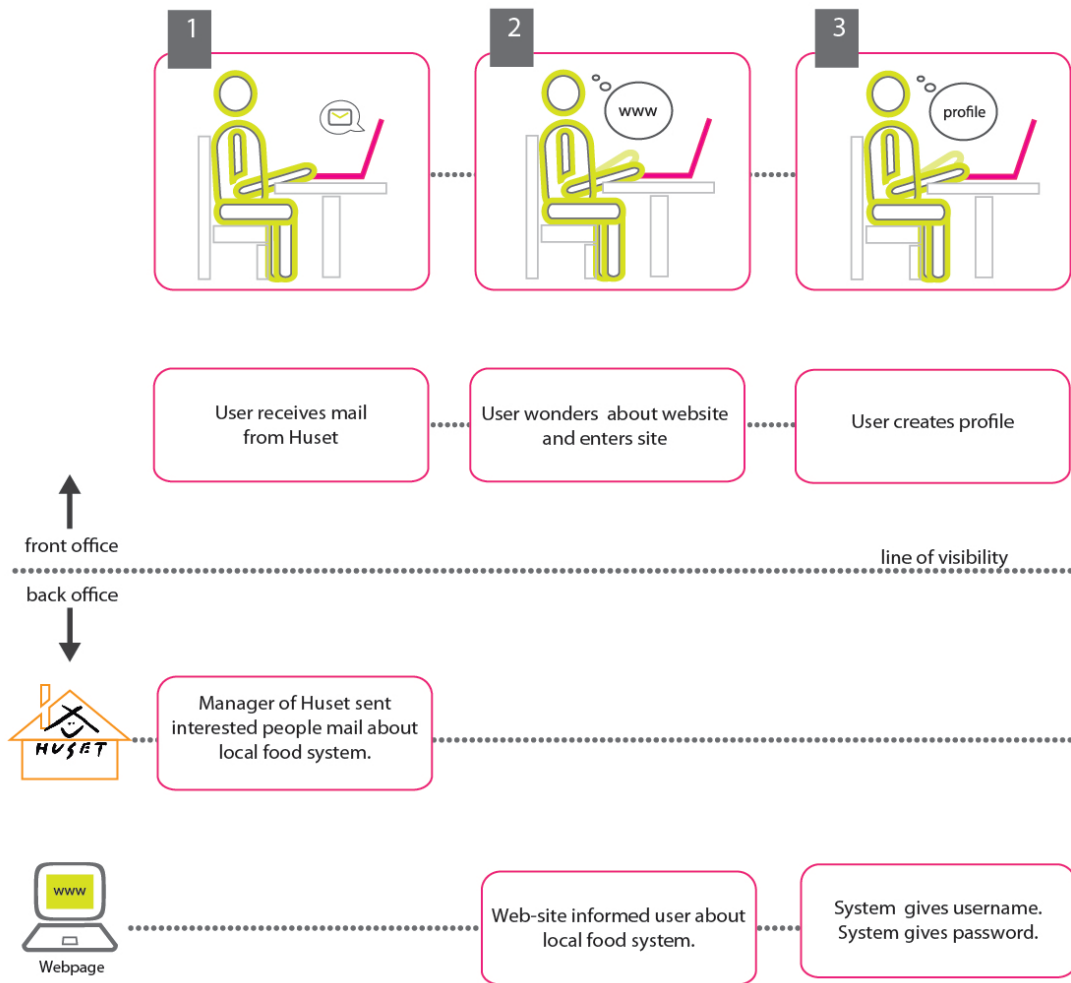 1
2
3
www
profile
User receives mail
from Huset
User wonders about website
and enters site
User creates profile
front office
line of visibility
back office
HUSET
Manager of Huset sent
interested people mail about
local food system.
www
Webpage
Web-site informed user about
local food system.
System gives username.
System gives password.